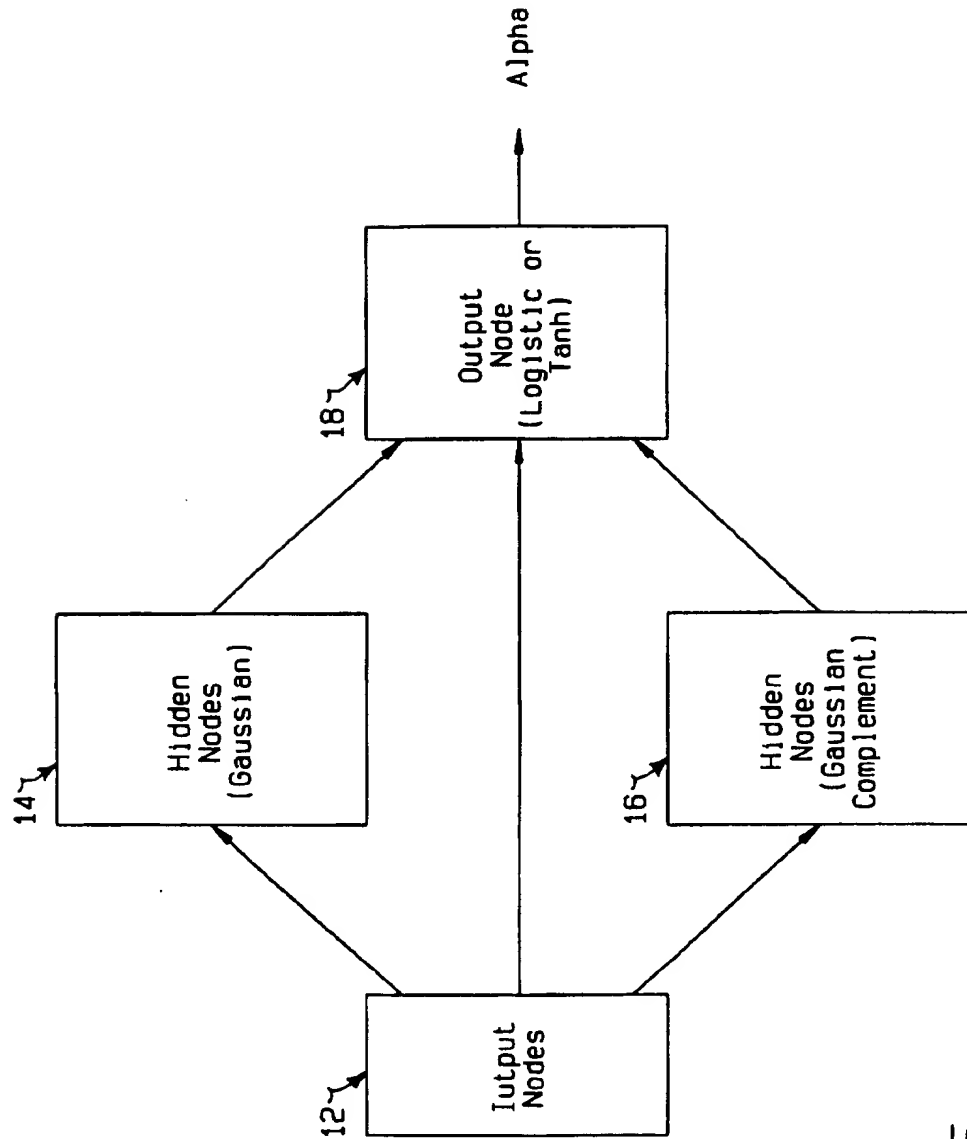 12
Iutput
Nodes
14
Hidden
Nodes
(Gaussian)
16
Hidden
Nodes
(Gaussian
Complement)
18
Output
Node
(Logistic or
Tanh)
Alpha